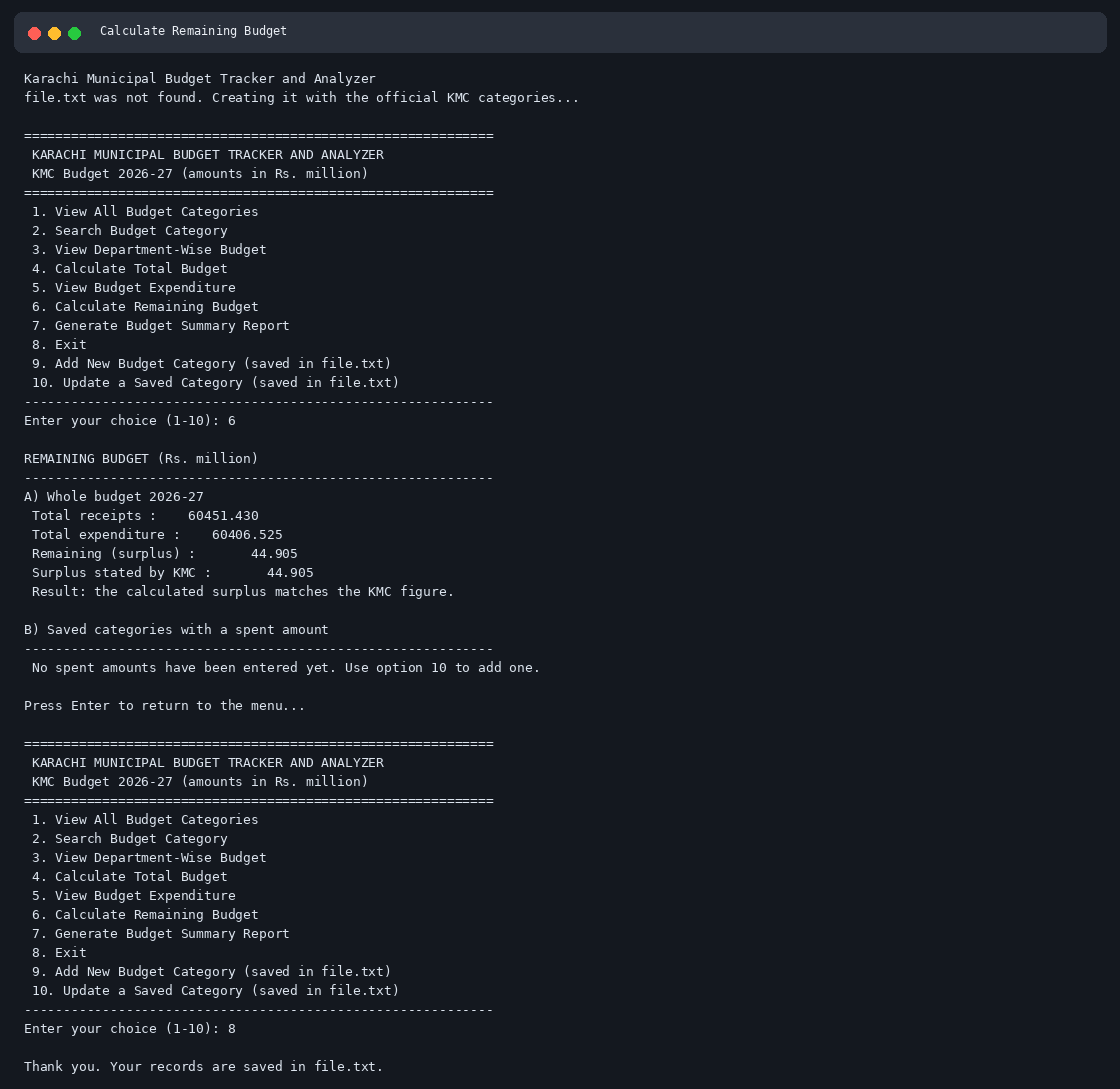 Calculate Remaining Budget
Karachi Municipal Budget Tracker and Analyzer
file.txt was not found. Creating it with the official KMC categories...
============================================================
KARACHI MUNICIPAL BUDGET TRACKER AND ANALYZER
KMC Budget 2026-27 (amounts in Rs. million)
============================================================
1. View All Budget Categories
2. Search Budget Category
3. View Department-Wise Budget
4. Calculate Total Budget
5. View Budget Expenditure
6. Calculate Remaining Budget
7. Generate Budget Summary Report
8. Exit
9. Add New Budget Category (saved in file.txt)
10. Update a Saved Category (saved in file.txt)
------------------------------------------------------------
Enter your choice (1-10): 6
REMAINING BUDGET (Rs. million)
------------------------------------------------------------
A) Whole budget 2026-27
Total receipts :    60451.430
Total expenditure :    60406.525
Remaining (surplus) :       44.905
Surplus stated by KMC :       44.905
Result: the calculated surplus matches the KMC figure.
B) Saved categories with a spent amount
------------------------------------------------------------
No spent amounts have been entered yet. Use option 10 to add one.
Press Enter to return to the menu...
============================================================
KARACHI MUNICIPAL BUDGET TRACKER AND ANALYZER
KMC Budget 2026-27 (amounts in Rs. million)
============================================================
1. View All Budget Categories
2. Search Budget Category
3. View Department-Wise Budget
4. Calculate Total Budget
5. View Budget Expenditure
6. Calculate Remaining Budget
7. Generate Budget Summary Report
8. Exit
9. Add New Budget Category (saved in file.txt)
10. Update a Saved Category (saved in file.txt)
------------------------------------------------------------
Enter your choice (1-10): 8
Thank you. Your records are saved in file.txt.